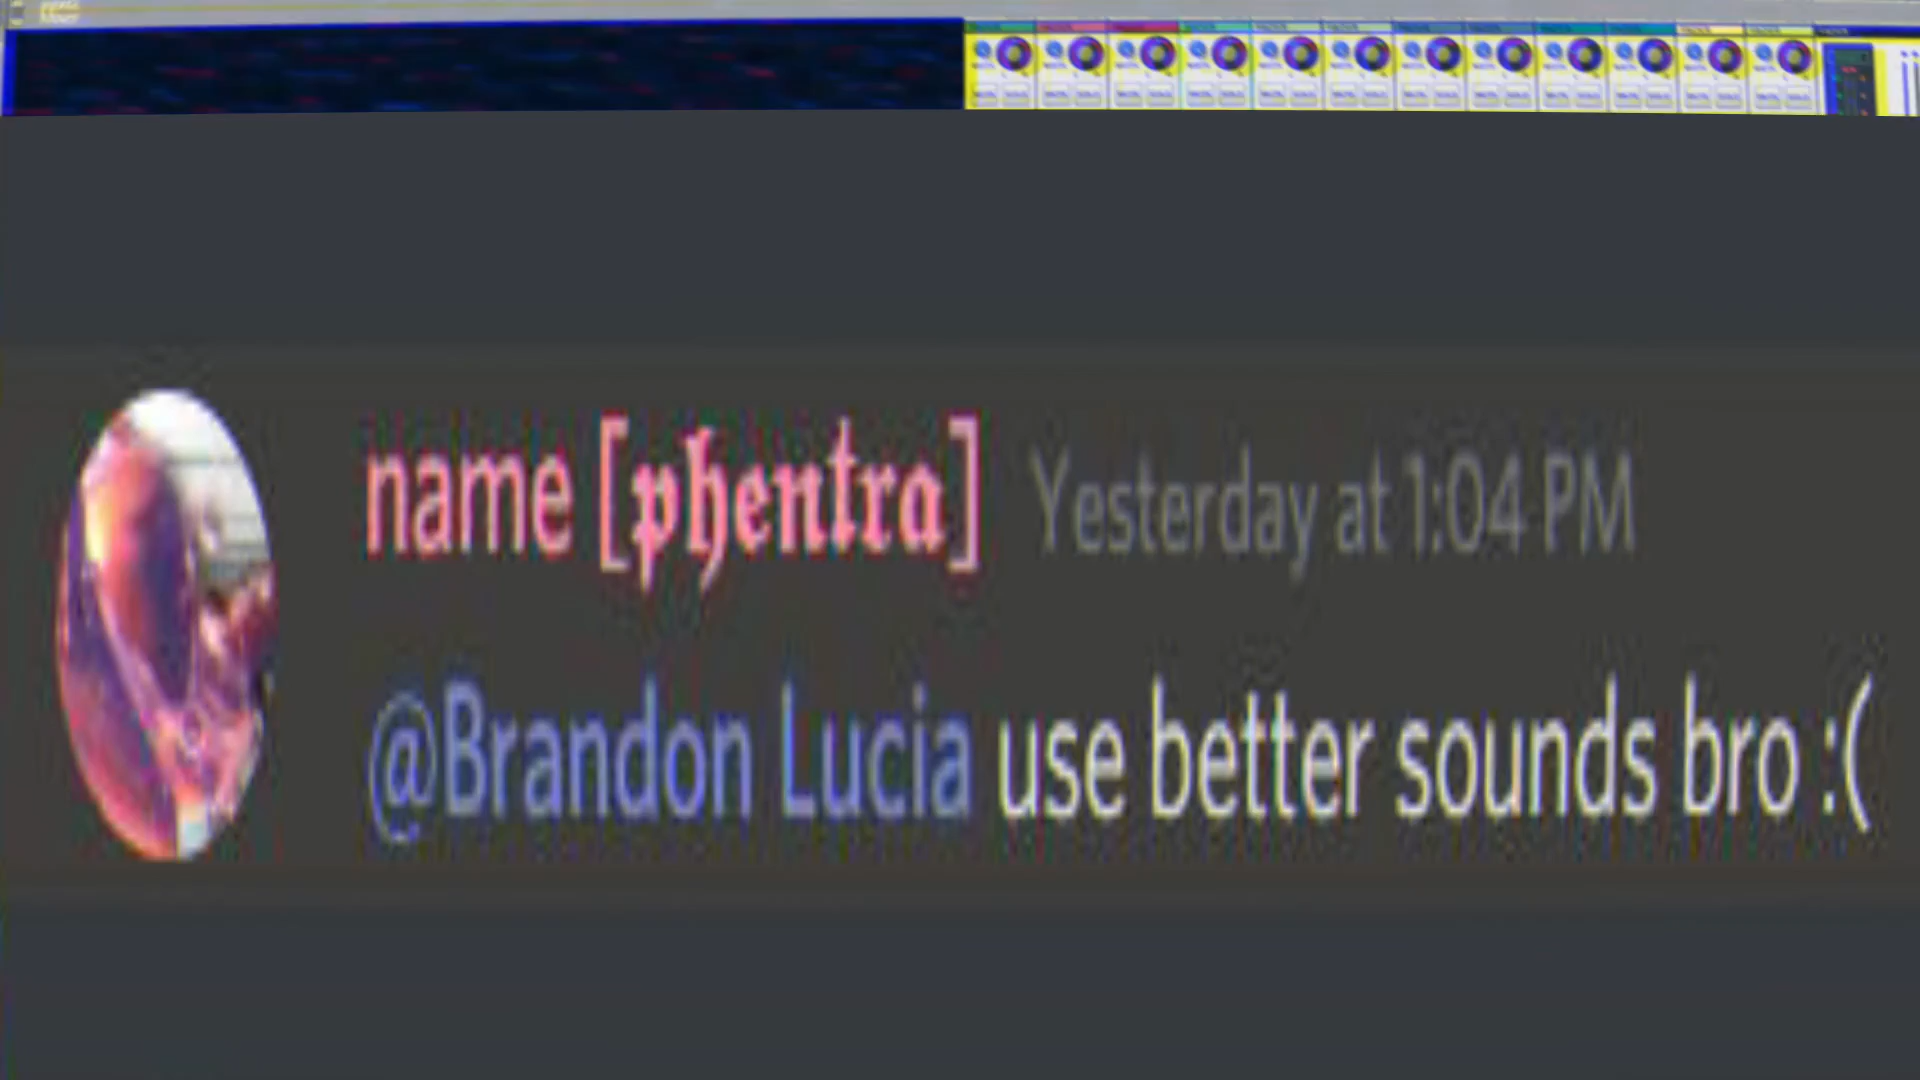 name [𝖕𝖍𝖊𝖓𝖙𝖗𝖆] Yesterday at 1:04 PM
@Brandon Lucia use better sounds bro :(